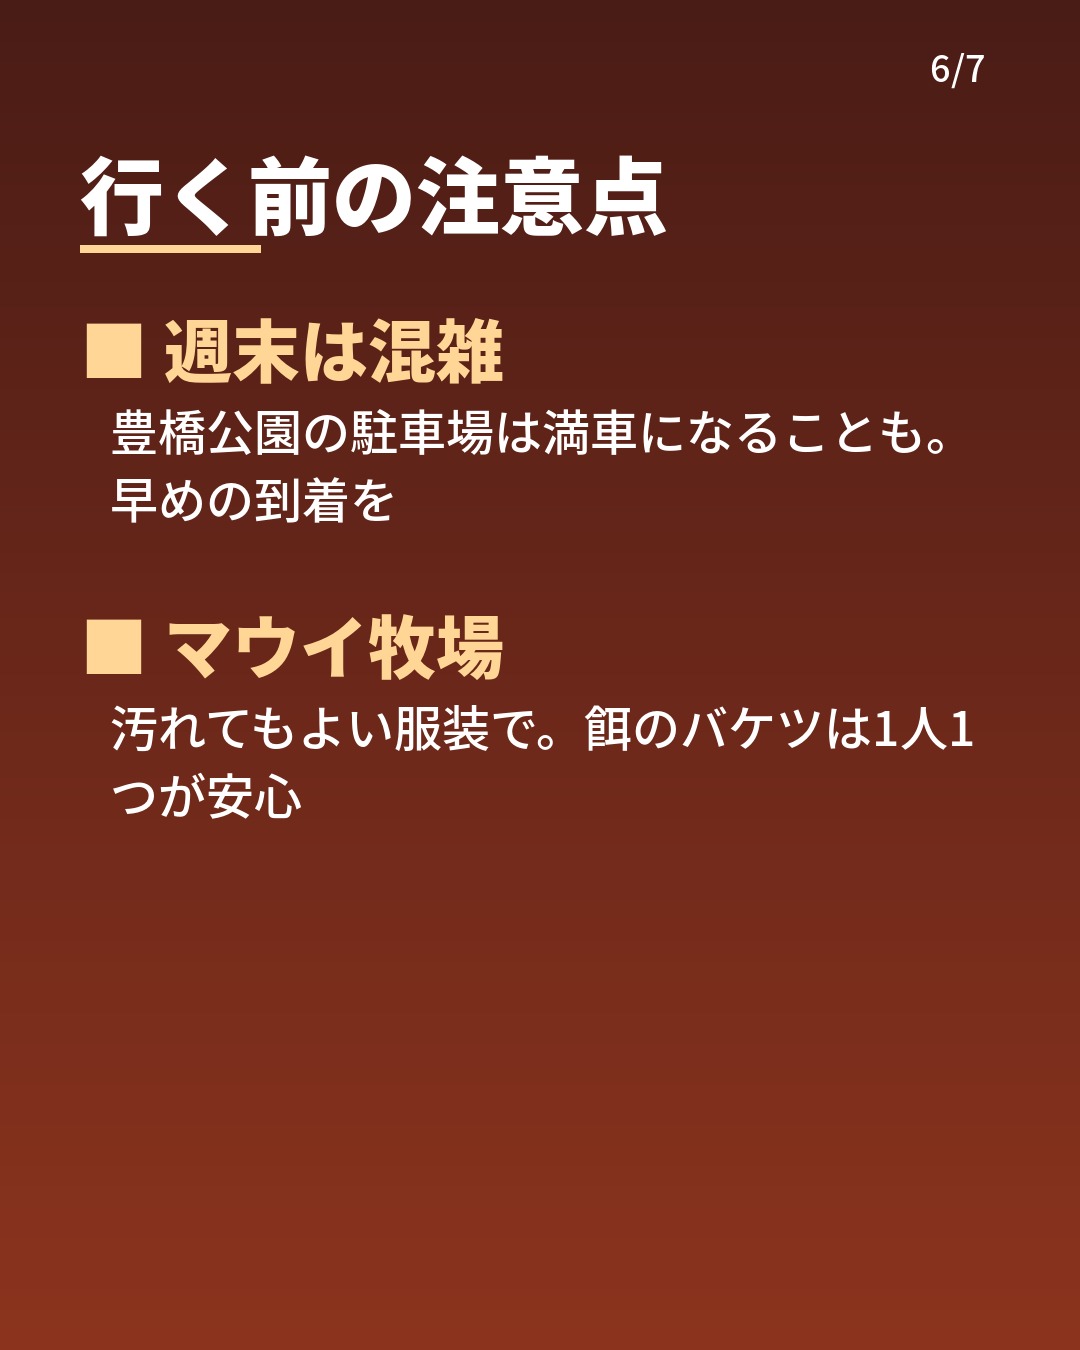 6/7
行く前の注意点
■ 週末は混雑
豊橋公園の駐車場は満車になることも。
早めの到着を
■ マウイ牧場
汚れてもよい服装で。餌のバケツは1人1
つが安心